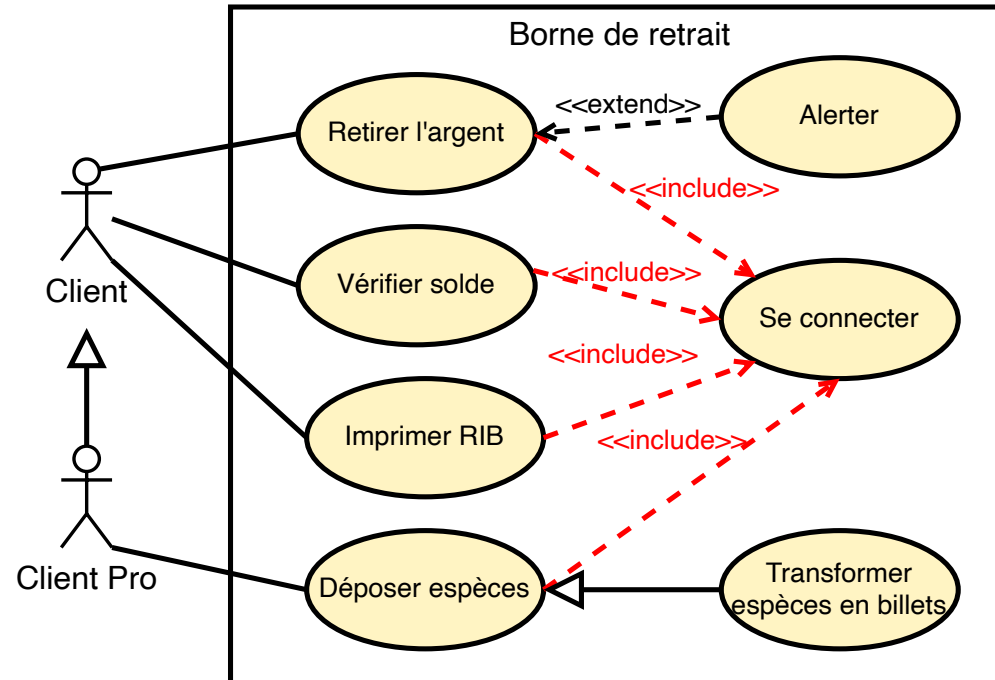 Borne de retrait
<<extend>>
Retirer l'argent
Alerter
<<include>>
Client
Vérifier solde
<<include>>
Se connecter
<<include>>
Imprimer RIB
<<include>>
Client Pro
Déposer espèces
Transformer
espèces en billets